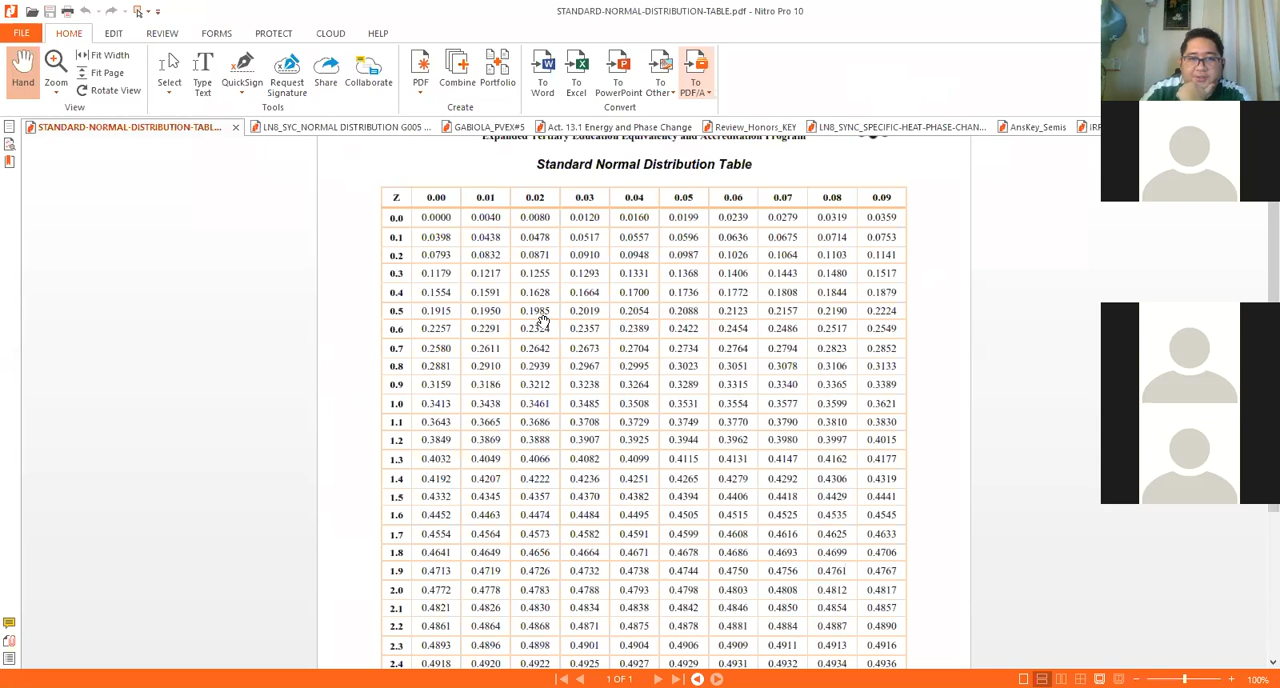 STANDARD-NORMAL-DISTRIBUTION-TABLE.pdf - Nitro Pro 10
FILE HOME EDIT REVIEW FORMS PROTECT CLOUD HELP
Hand Zoom Fit Width Fit Page Rotate View Select Type Text QuickSign Request Signature Share Collaborate PDF Combine Portfolio To Word To Excel To PowerPoint To Other To PDF/A
View Tools Create Convert
STANDARD-NORMAL-DISTRIBUTION-TABL... LN8_SYC_NORMAL DISTRIBUTION G005 ... GABIOLA_PVEX#5 Act. 13.1 Energy and Phase Change Review_Honors_KEY LN8_SYNC_SPECIFIC-HEAT-PHASE-CHAN... AnsKey_Semis
Expanded Tertiary Education Equivalency and Accreditation Program
Standard Normal Distribution Table
Z 0.00 0.01 0.02 0.03 0.04 0.05 0.06 0.07 0.08 0.09
0.0 0.0000 0.0040 0.0080 0.0120 0.0160 0.0199 0.0239 0.0279 0.0319 0.0359
0.1 0.0398 0.0438 0.0478 0.0517 0.0557 0.0596 0.0636 0.0675 0.0714 0.0753
0.2 0.0793 0.0832 0.0871 0.0910 0.0948 0.0987 0.1026 0.1064 0.1103 0.1141
0.3 0.1179 0.1217 0.1255 0.1293 0.1331 0.1368 0.1406 0.1443 0.1480 0.1517
0.4 0.1554 0.1591 0.1628 0.1664 0.1700 0.1736 0.1772 0.1808 0.1844 0.1879
0.5 0.1915 0.1950 0.1985 0.2019 0.2054 0.2088 0.2123 0.2157 0.2190 0.2224
0.6 0.2257 0.2291 0.2324 0.2357 0.2389 0.2422 0.2454 0.2486 0.2517 0.2549
0.7 0.2580 0.2611 0.2642 0.2673 0.2704 0.2734 0.2764 0.2794 0.2823 0.2852
0.8 0.2881 0.2910 0.2939 0.2967 0.2995 0.3023 0.3051 0.3078 0.3106 0.3133
0.9 0.3159 0.3186 0.3212 0.3238 0.3264 0.3289 0.3315 0.3340 0.3365 0.3389
1.0 0.3413 0.3438 0.3461 0.3485 0.3508 0.3531 0.3554 0.3577 0.3599 0.3621
1.1 0.3643 0.3665 0.3686 0.3708 0.3729 0.3749 0.3770 0.3790 0.3810 0.3830
1.2 0.3849 0.3869 0.3888 0.3907 0.3925 0.3944 0.3962 0.3980 0.3997 0.4015
1.3 0.4032 0.4049 0.4066 0.4082 0.4099 0.4115 0.4131 0.4147 0.4162 0.4177
1.4 0.4192 0.4207 0.4222 0.4236 0.4251 0.4265 0.4279 0.4292 0.4306 0.4319
1.5 0.4332 0.4345 0.4357 0.4370 0.4382 0.4394 0.4406 0.4418 0.4429 0.4441
1.6 0.4452 0.4463 0.4474 0.4484 0.4495 0.4505 0.4515 0.4525 0.4535 0.4545
1.7 0.4554 0.4564 0.4573 0.4582 0.4591 0.4599 0.4608 0.4616 0.4625 0.4633
1.8 0.4641 0.4649 0.4656 0.4664 0.4671 0.4678 0.4686 0.4693 0.4699 0.4706
1.9 0.4713 0.4719 0.4726 0.4732 0.4738 0.4744 0.4750 0.4756 0.4761 0.4767
2.0 0.4772 0.4778 0.4783 0.4788 0.4793 0.4798 0.4803 0.4808 0.4812 0.4817
2.1 0.4821 0.4826 0.4830 0.4834 0.4838 0.4842 0.4846 0.4850 0.4854 0.4857
2.2 0.4861 0.4864 0.4868 0.4871 0.4875 0.4878 0.4881 0.4884 0.4887 0.4890
2.3 0.4893 0.4896 0.4898 0.4901 0.4904 0.4906 0.4909 0.4911 0.4913 0.4916
2.4 0.4918 0.4920 0.4922 0.4925 0.4927 0.4929 0.4931 0.4932 0.4934 0.4936
1 OF 1
100%